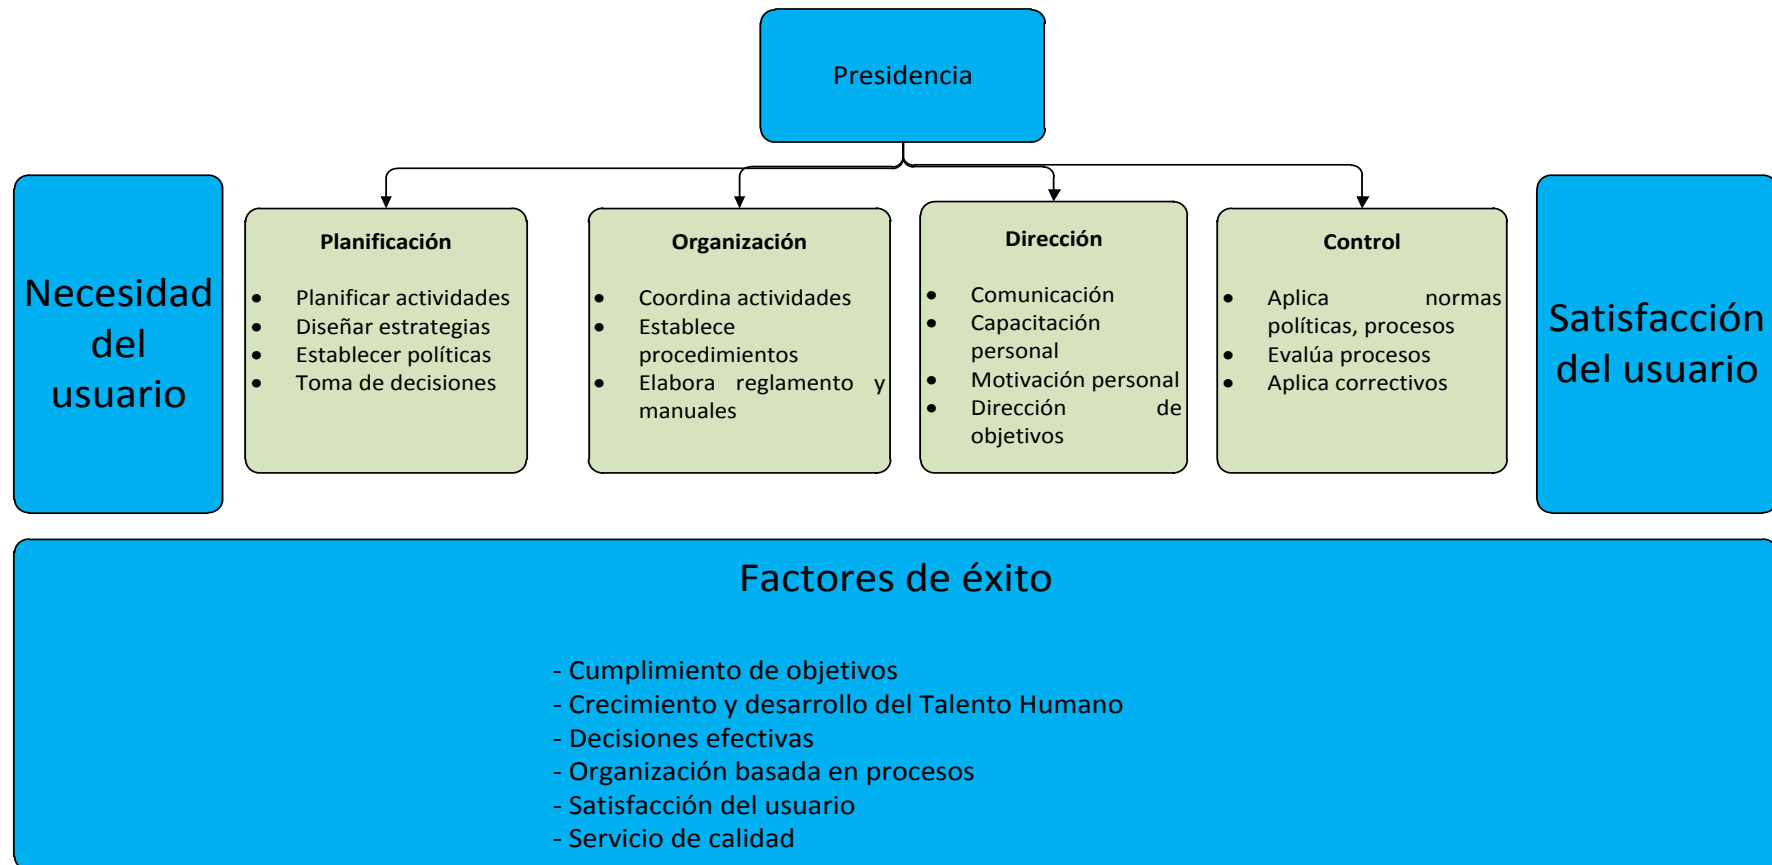 Presidencia
Necesidad
del
usuario
Planificación
• Planificar actividades
• Diseñar estrategias
• Establecer políticas
• Toma de decisiones
Organización
• Coordina actividades
• Establece
procedimientos
• Elabora reglamento y
manuales
Dirección
• Comunicación
• Capacitación
personal
• Motivación personal
• Dirección de
objetivos
Control
• Aplica normas
políticas, procesos
• Evalúa procesos
• Aplica correctivos
Satisfacción
del usuario
Factores de éxito
- Cumplimiento de objetivos
- Crecimiento y desarrollo del Talento Humano
- Decisiones efectivas
- Organización basada en procesos
- Satisfacción del usuario
- Servicio de calidad